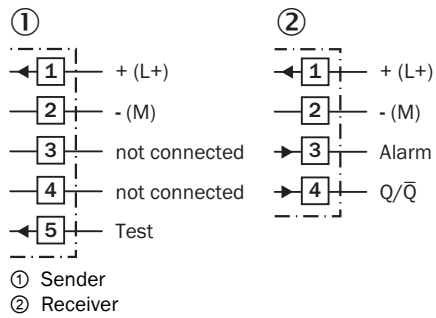 ①
1 + (L+)
2 - (M)
3 not connected
4 not connected
5 Test
②
1 + (L+)
2 - (M)
3 Alarm
4 Q/Q̅
① Sender
② Receiver